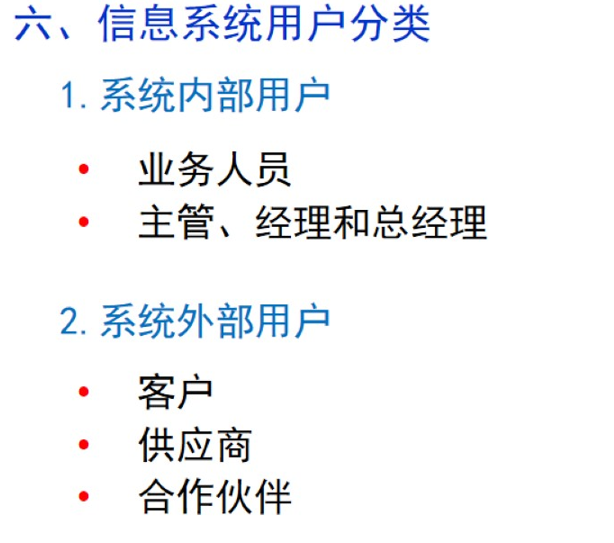 六、信息系统用户分类
1.系统内部用户
• 业务人员
• 主管、经理和总经理
2.系统外部用户
• 客户
• 供应商
• 合作伙伴